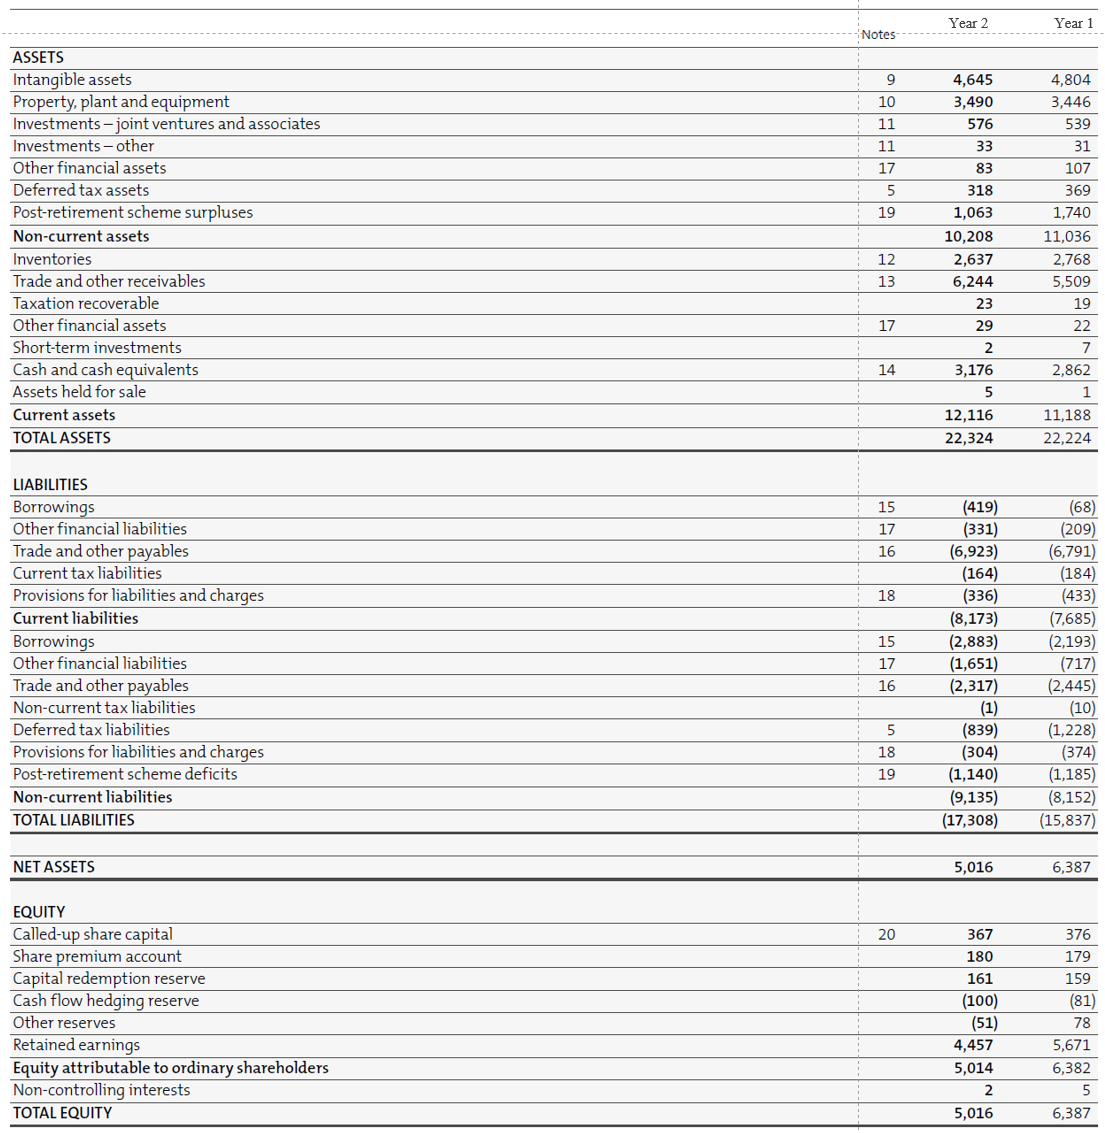 Year 2 Year 1
Notes
ASSETS
Intangible assets 9 4,645 4,804
Property, plant and equipment 10 3,490 3,446
Investments – joint ventures and associates 11 576 539
Investments – other 11 33 31
Other financial assets 17 83 107
Deferred tax assets 5 318 369
Post-retirement scheme surpluses 19 1,063 1,740
Non-current assets 10,208 11,036
Inventories 12 2,637 2,768
Trade and other receivables 13 6,244 5,509
Taxation recoverable 23 19
Other financial assets 17 29 22
Short-term investments 2 7
Cash and cash equivalents 14 3,176 2,862
Assets held for sale 5 1
Current assets 12,116 11,188
TOTAL ASSETS 22,324 22,224
LIABILITIES
Borrowings 15 (419) (68)
Other financial liabilities 17 (331) (209)
Trade and other payables 16 (6,923) (6,791)
Current tax liabilities (164) (184)
Provisions for liabilities and charges 18 (336) (433)
Current liabilities (8,173) (7,685)
Borrowings 15 (2,883) (2,193)
Other financial liabilities 17 (1,651) (717)
Trade and other payables 16 (2,317) (2,445)
Non-current tax liabilities (1) (10)
Deferred tax liabilities 5 (839) (1,228)
Provisions for liabilities and charges 18 (304) (374)
Post-retirement scheme deficits 19 (1,140) (1,185)
Non-current liabilities (9,135) (8,152)
TOTAL LIABILITIES (17,308) (15,837)
NET ASSETS 5,016 6,387
EQUITY
Called-up share capital 20 367 376
Share premium account 180 179
Capital redemption reserve 161 159
Cash flow hedging reserve (100) (81)
Other reserves (51) 78
Retained earnings 4,457 5,671
Equity attributable to ordinary shareholders 5,014 6,382
Non-controlling interests 2 5
TOTAL EQUITY 5,016 6,387